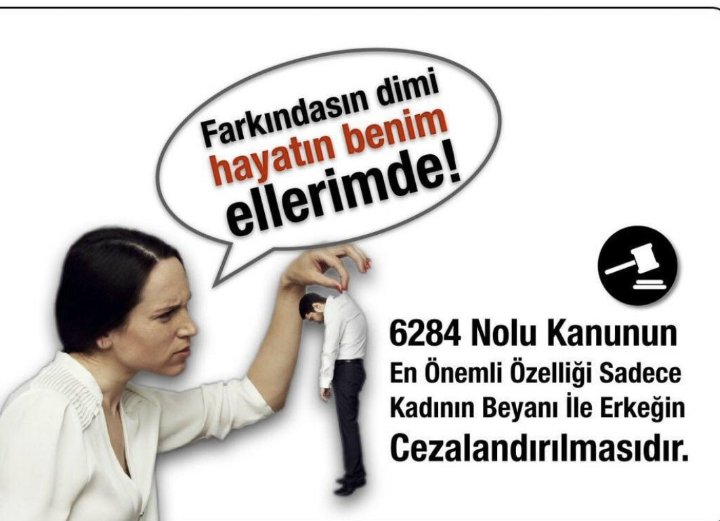 Farkındasın dimi
hayatın benim
ellerimde!
6284 Nolu Kanunun
En Önemli Özelliği Sadece
Kadının Beyanı İle Erkeğin
Cezalandırılmasıdır.